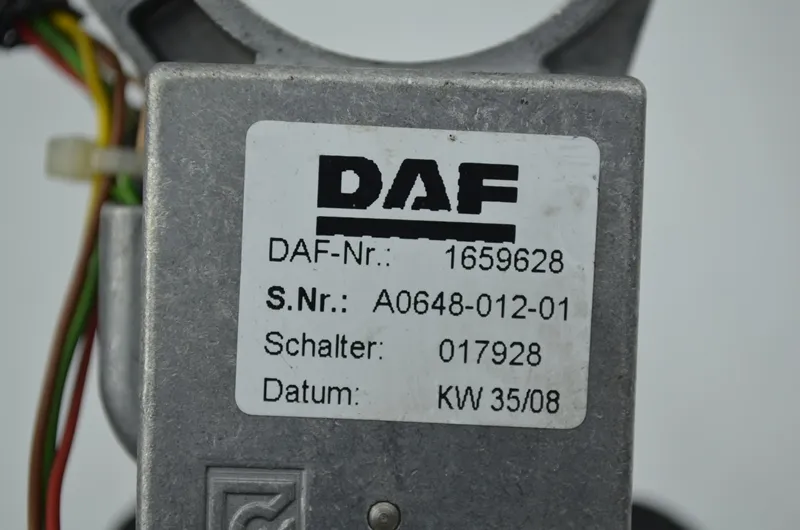 DAF
DAF-Nr.: 1659628
S.Nr.: A0648-012-01
Schalter: 017928
Datum: KW 35/08